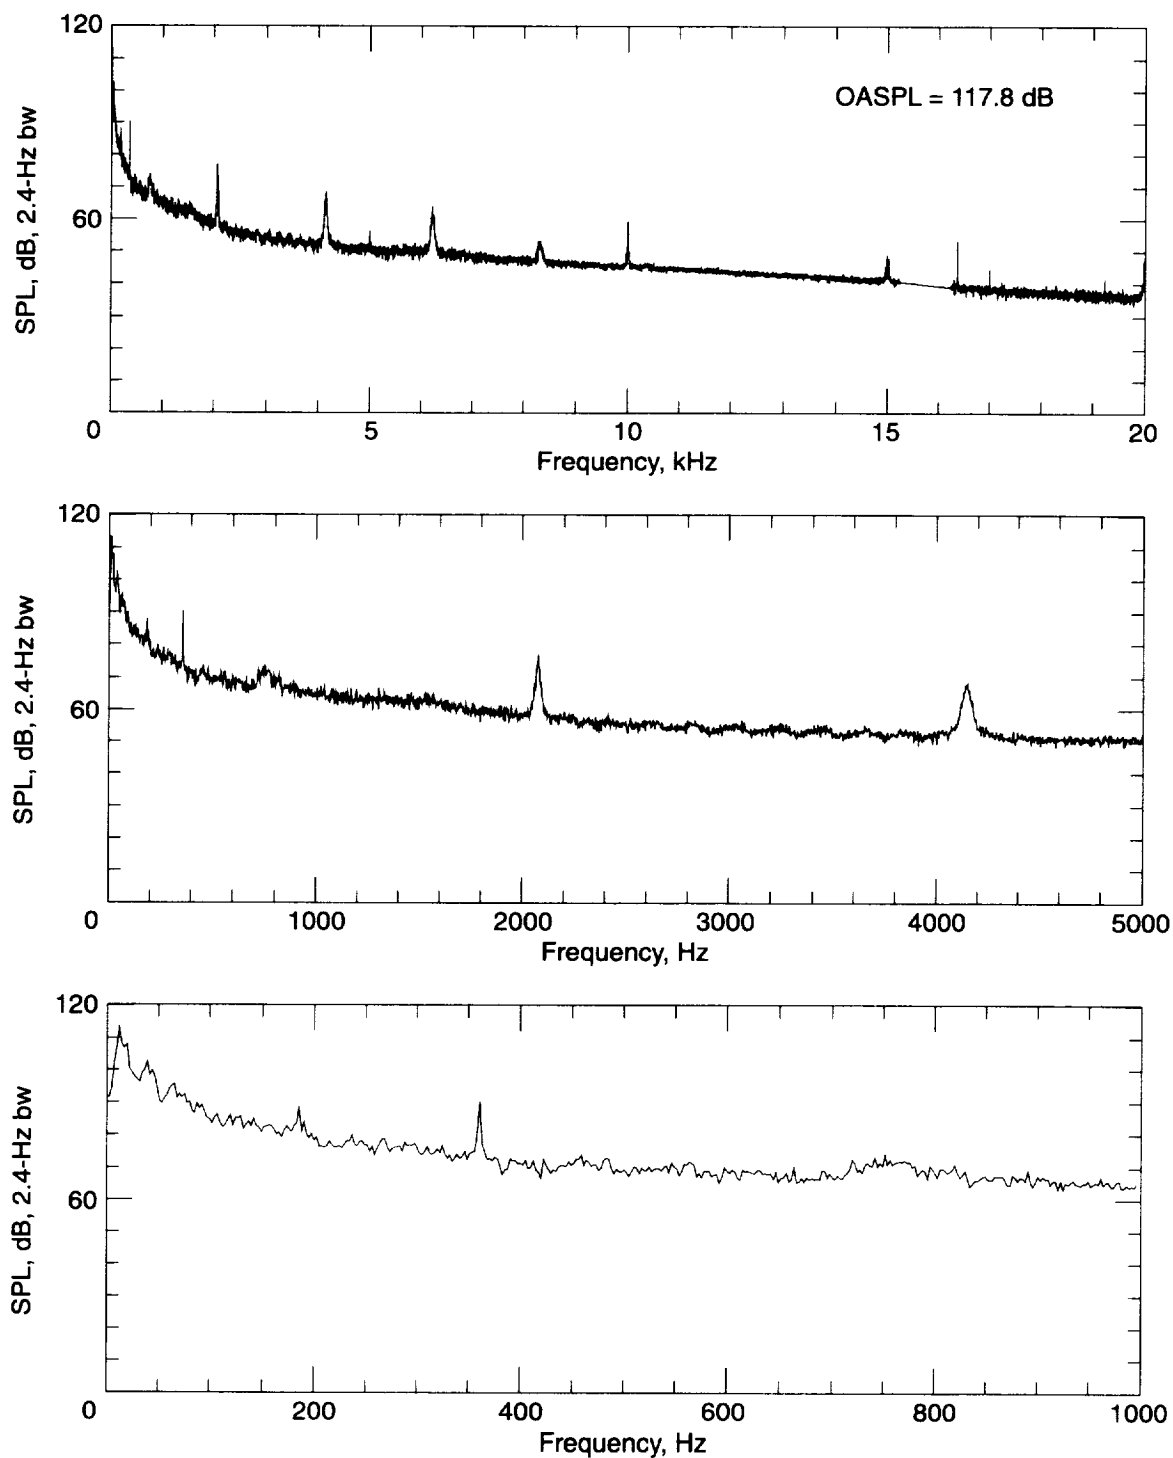 120
OASPL = 117.8 dB
SPL, dB, 2.4-Hz bw
60
0 5 10 15 20
Frequency, kHz
120
SPL, dB, 2.4-Hz bw
60
0 1000 2000 3000 4000 5000
Frequency, Hz
120
SPL, dB, 2.4-Hz bw
60
0 200 400 600 800 1000
Frequency, Hz